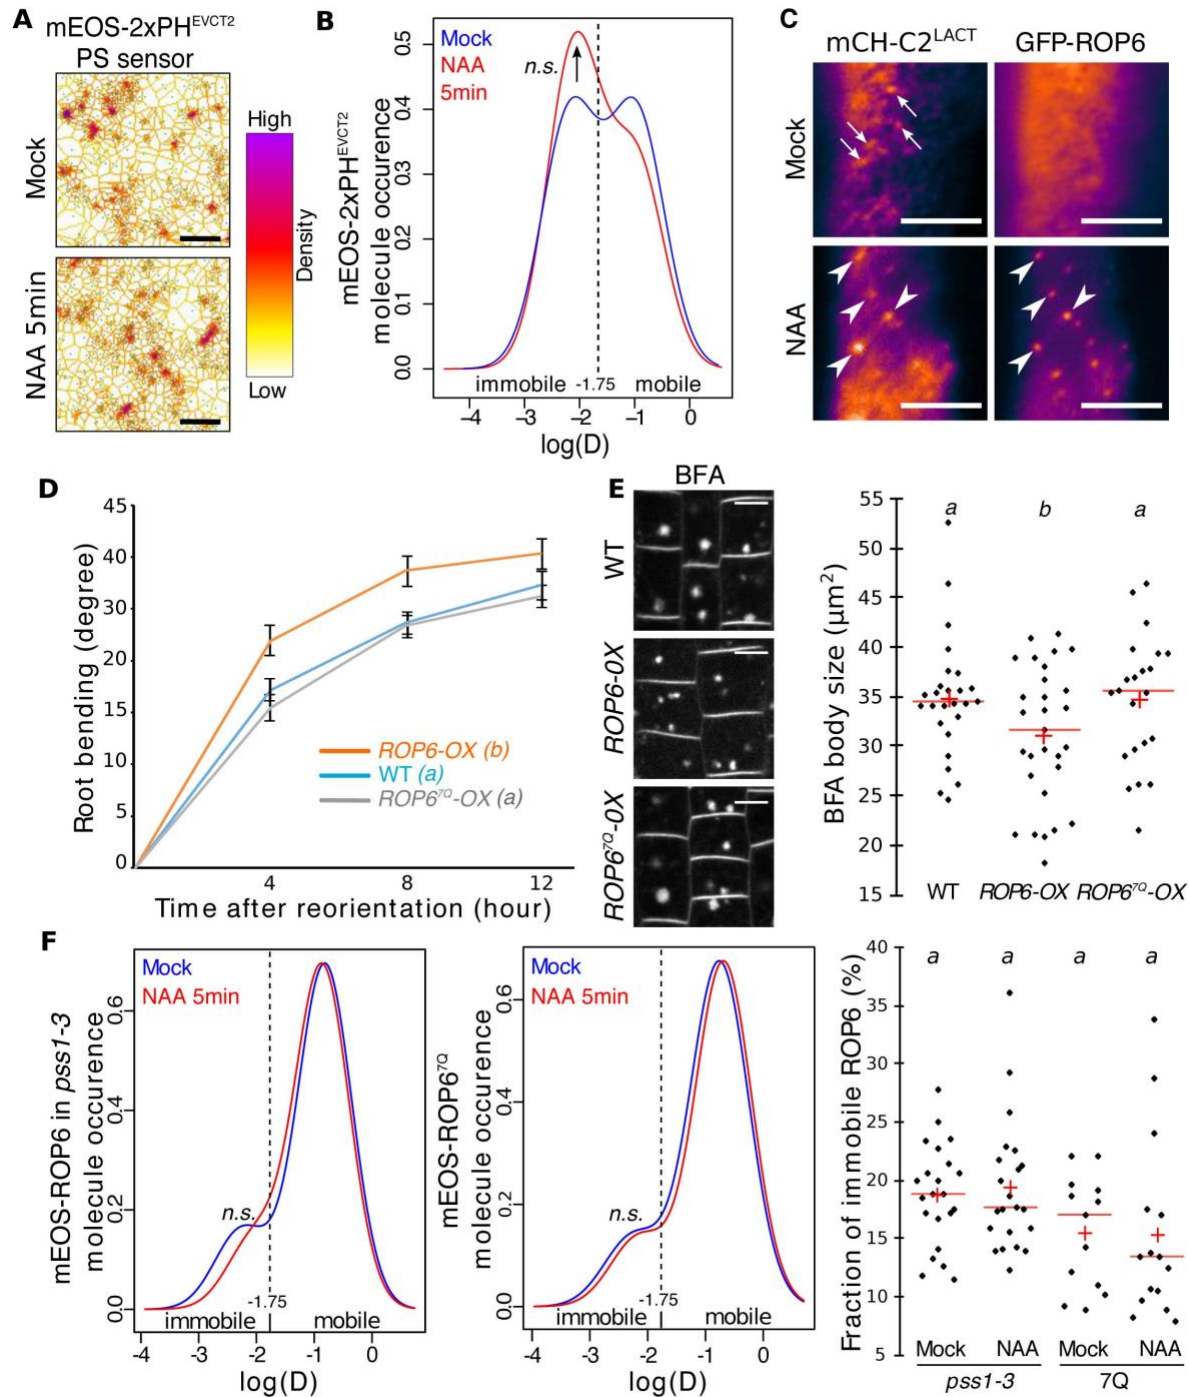 A
mEOS-2xPH^EVCT2
PS sensor
Mock
NAA 5min
High
Density
Low
B
Mock
NAA
5min
n.s.
mEOS-2xPH^EVCT2
molecule occurence
0.5
0.4
0.3
0.2
0.1
0.0
immobile -1.75 mobile
-4 -3 -2 -1 0
log(D)
C
mCH-C2^LACT GFP-ROP6
Mock
NAA
D
Root bending (degree)
45
40
30
20
15
10
5
0
ROP6-OX (b)
WT (a)
ROP6^7Q-OX (a)
4 8 12
Time after reorientation (hour)
E
BFA
WT
ROP6-OX
ROP6^7Q-OX
BFA body size (µm²)
55
50
45
40
35
30
25
20
15
a b a
WT ROP6-OX ROP6^7Q-OX
F
mEOS-ROP6 in pss1-3
molecule occurence
Mock
NAA 5min
0.6
0.4
0.2
0.0
n.s.
-1.75
immobile mobile
-4 -3 -2 -1 0
log(D)
mEOS-ROP6^7Q
molecule occurence
Mock
NAA 5min
0.6
0.4
0.2
0.0
n.s.
-1.75
immobile mobile
-4 -3 -2 -1 0
log(D)
Fraction of immobile ROP6 (%)
40
35
30
25
20
15
10
5
a a a a
Mock NAA Mock NAA
pss1-3 7Q